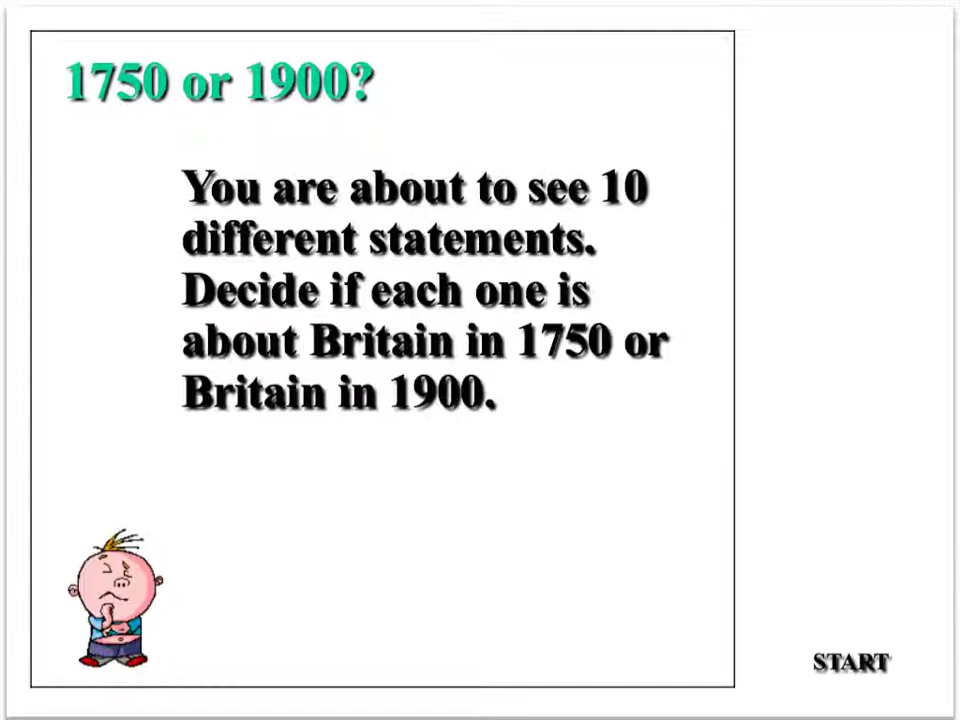 1750 or 1900?
You are about to see 10
different statements.
Decide if each one is
about Britain in 1750 or
Britain in 1900.
START